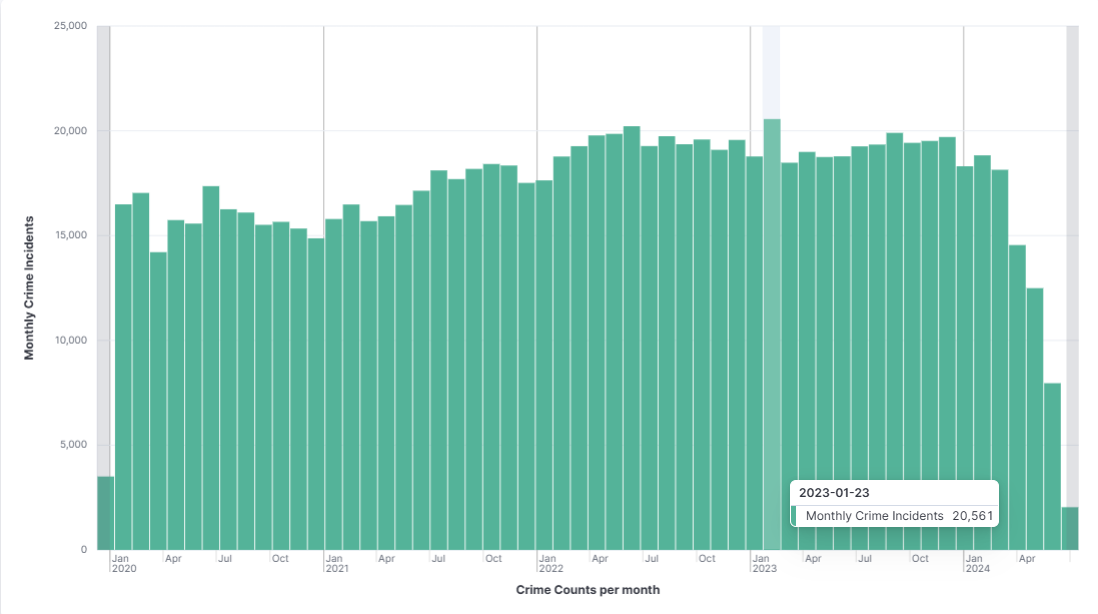 25,000
20,000
15,000
10,000
5,000
0
Monthly Crime Incidents
2023-01-23
Monthly Crime Incidents 20,561
Jan Apr Jul Oct Jan Apr Jul Oct Jan Apr Jul Oct Jan Apr Jul Oct Jan Apr
2020 2021 2022 2023 2024
Crime Counts per month